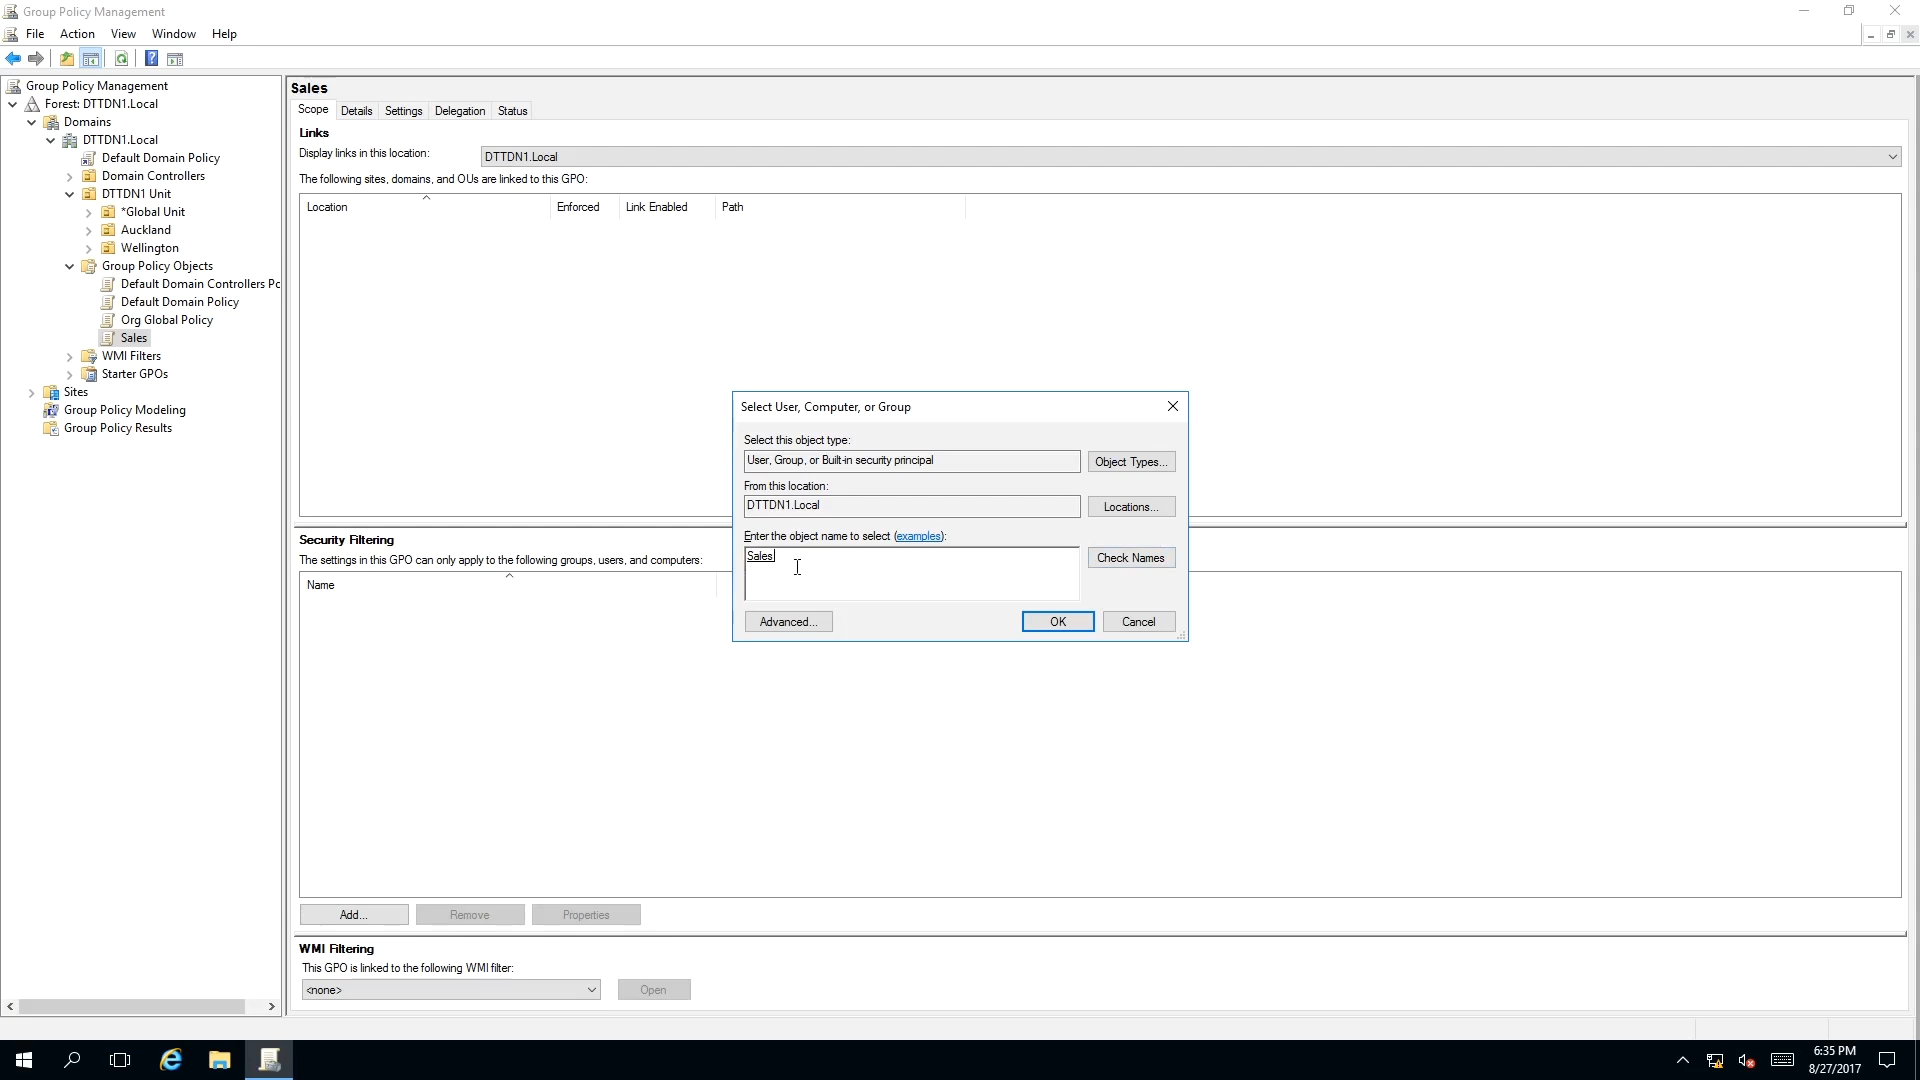 Group Policy Management
File Action View Window Help
Group Policy Management
Forest: DTTDN1.Local
Domains
DTTDN1.Local
Default Domain Policy
Domain Controllers
DTTDN1 Unit
*Global Unit
Auckland
Wellington
Group Policy Objects
Default Domain Controllers Pc
Default Domain Policy
Org Global Policy
Sales
WMI Filters
Starter GPOs
Sites
Group Policy Modeling
Group Policy Results
Sales
Scope Details Settings Delegation Status
Links
Display links in this location: DTTDN1.Local
The following sites, domains, and OUs are linked to this GPO:
Location Enforced Link Enabled Path
Select User, Computer, or Group
Select this object type:
User, Group, or Built-in security principal Object Types...
From this location:
DTTDN1.Local Locations...
Enter the object name to select (examples):
Sales Check Names
Advanced... OK Cancel
Security Filtering
The settings in this GPO can only apply to the following groups, users, and computers:
Name
Add... Remove Properties
WMI Filtering
This GPO is linked to the following WMI filter:
<none> Open
6:35 PM
8/27/2017